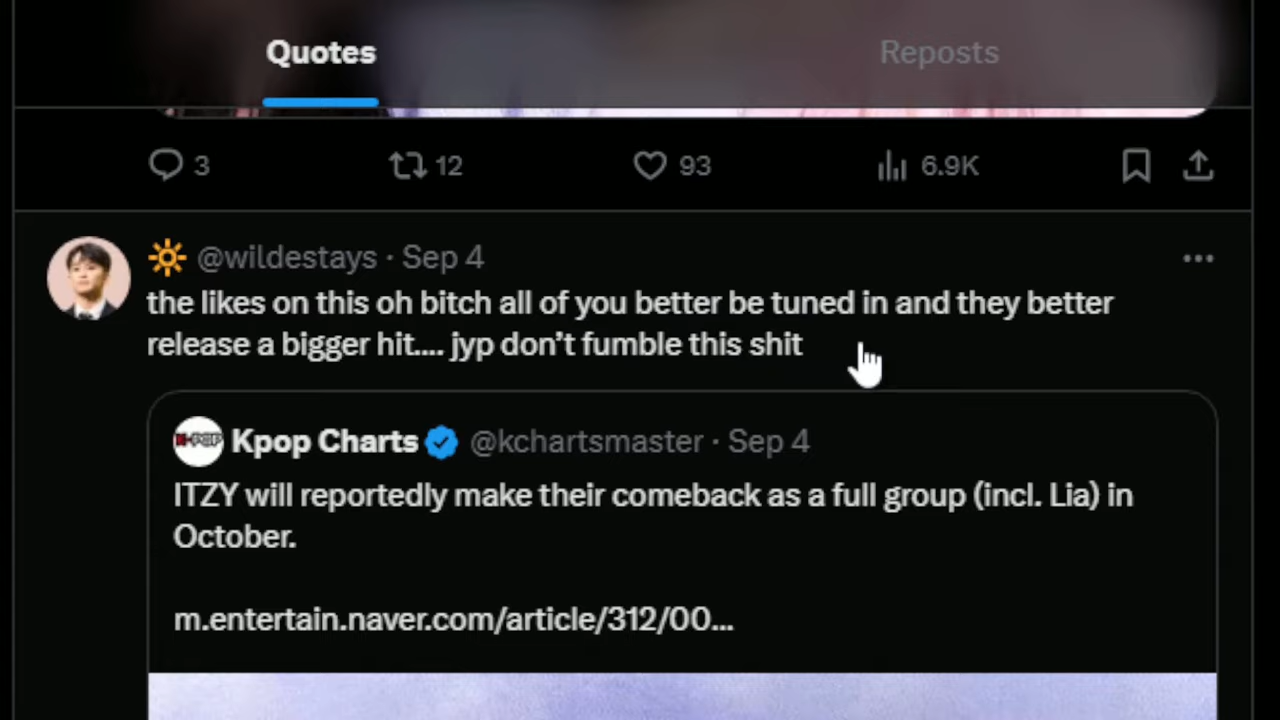 Quotes Reposts
3 12 93 6.9K
@wildestays · Sep 4
the likes on this oh bitch all of you better be tuned in and they better
release a bigger hit.... jyp don’t fumble this shit
K-POP
Kpop Charts @kchartsmaster · Sep 4
ITZY will reportedly make their comeback as a full group (incl. Lia) in
October.
m.entertain.naver.com/article/312/00...